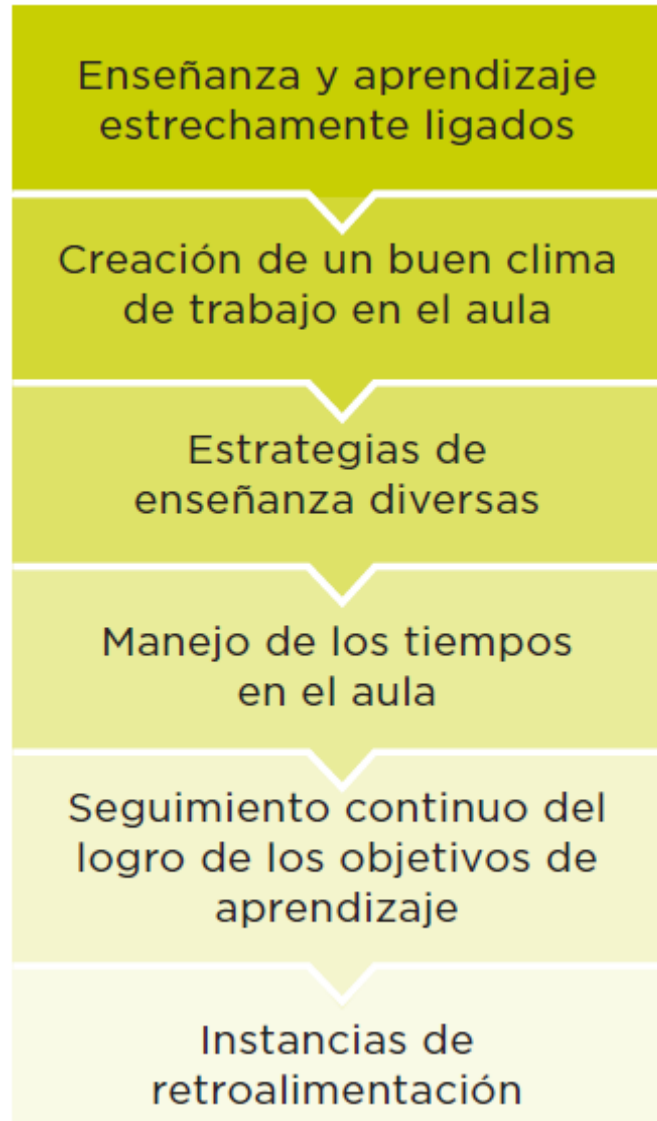 Enseñanza y aprendizaje
estrechamente ligados
Creación de un buen clima
de trabajo en el aula
Estrategias de
enseñanza diversas
Manejo de los tiempos
en el aula
Seguimiento continuo del
logro de los objetivos de
aprendizaje
Instancias de
retroalimentación